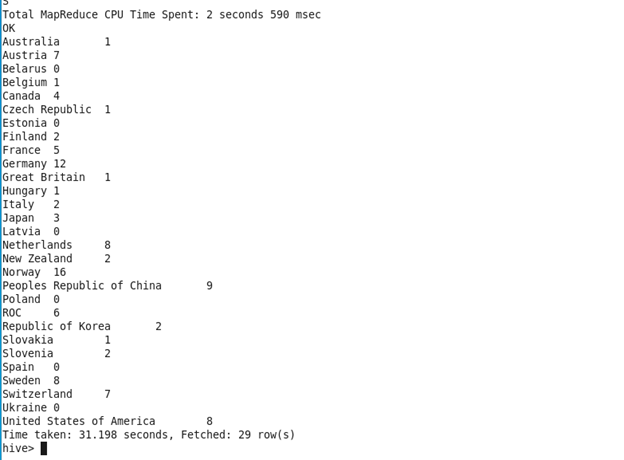 S
Total MapReduce CPU Time Spent: 2 seconds 590 msec
OK
Australia	1
Austria	7
Belarus	0
Belgium	1
Canada	4
Czech Republic	1
Estonia	0
Finland	2
France	5
Germany	12
Great Britain	1
Hungary	1
Italy	2
Japan	3
Latvia	0
Netherlands	8
New Zealand	2
Norway	16
Peoples Republic of China	9
Poland	0
ROC	6
Republic of Korea	2
Slovakia	1
Slovenia	2
Spain	0
Sweden	8
Switzerland	7
Ukraine	0
United States of America	8
Time taken: 31.198 seconds, Fetched: 29 row(s)
hive>